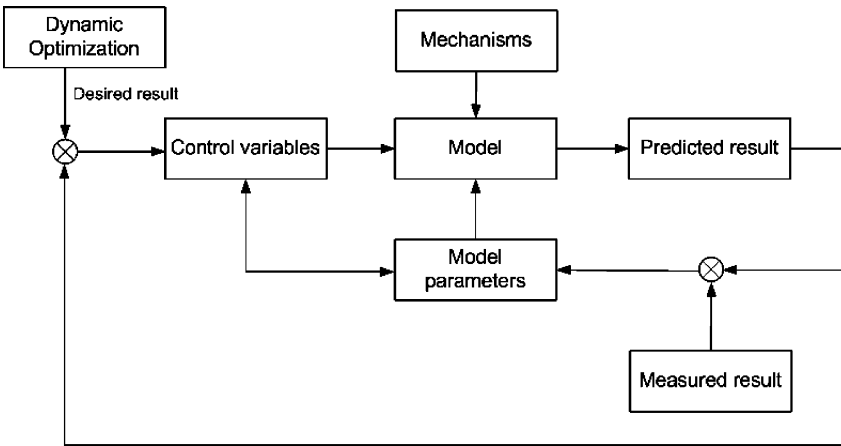 Dynamic
Optimization
Mechanisms
Desired result
Control variables
Model
Predicted result
Model
parameters
Measured result